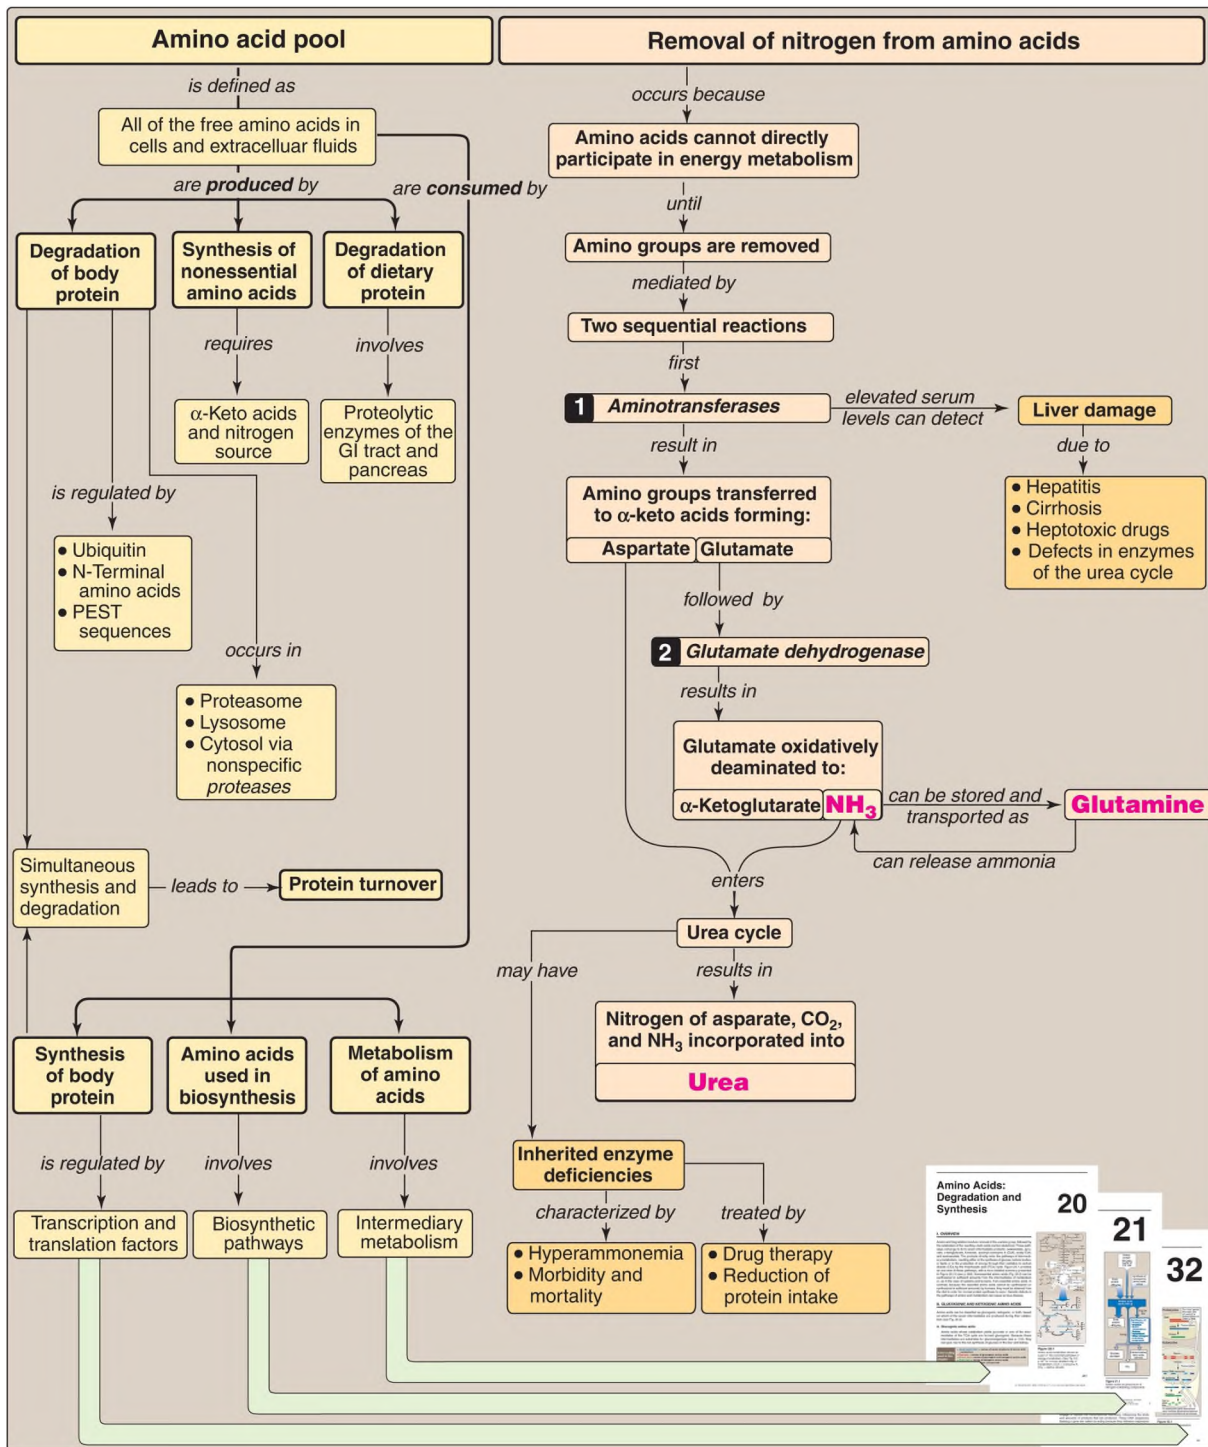 Amino acid pool
is defined as
All of the free amino acids in
cells and extracelluar fluids
are produced by
are consumed by
Degradation
of body
protein
Synthesis of
nonessential
amino acids
Degradation
of dietary
protein
requires
involves
α-Keto acids
and nitrogen
source
Proteolytic
enzymes of the
GI tract and
pancreas
is regulated by
● Ubiquitin
● N-Terminal
amino acids
● PEST
sequences
occurs in
● Proteasome
● Lysosome
● Cytosol via
nonspecific
proteases
Simultaneous
synthesis and
degradation
leads to
Protein turnover
Synthesis
of body
protein
Amino acids
used in
biosynthesis
Metabolism
of amino
acids
is regulated by
involves
involves
Transcription and
translation factors
Biosynthetic
pathways
Intermediary
metabolism
Removal of nitrogen from amino acids
occurs because
Amino acids cannot directly
participate in energy metabolism
until
Amino groups are removed
mediated by
Two sequential reactions
first
1 Aminotransferases
elevated serum
levels can detect
Liver damage
due to
● Hepatitis
● Cirrhosis
● Heptotoxic drugs
● Defects in enzymes
of the urea cycle
result in
Amino groups transferred
to α-keto acids forming:
Aspartate Glutamate
followed by
2 Glutamate dehydrogenase
results in
Glutamate oxidatively
deaminated to:
α-Ketoglutarate NH3
can be stored and
transported as
Glutamine
can release ammonia
enters
Urea cycle
may have
results in
Nitrogen of asparate, CO2,
and NH3 incorporated into
Urea
Inherited enzyme
deficiencies
characterized by
treated by
● Hyperammonemia
● Morbidity and
mortality
● Drug therapy
● Reduction of
protein intake
Amino Acids:
Degradation and
Synthesis
20
I. OVERVIEW
21
32